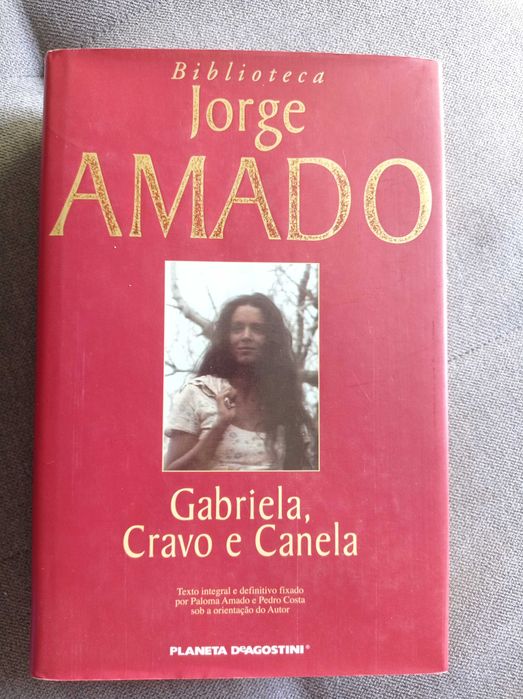 Biblioteca
Jorge
AMADO
Gabriela,
Cravo e Canela
Texto integral e definitivo fixado
por Paloma Amado e Pedro Costa
sob a orientação do Autor
PLANETA DeAGOSTINI®